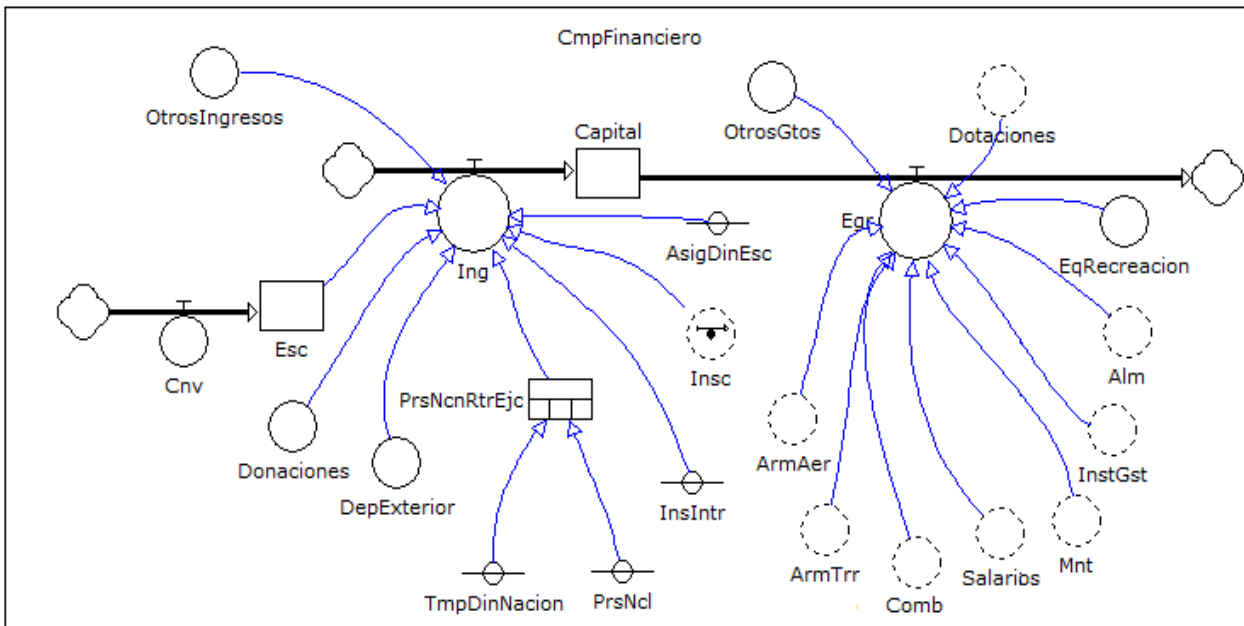 CmpFinanciero
OtrosIngresos
OtrosGtos
Dotaciones
Capital
Egr
AsigDinEsc
EqRecreacion
Ing
Esc
Insc
Alm
Cnv
PrsNcnRtrEjc
Donaciones
DepExterior
InsIntr
ArmAer
InstGst
ArmTrr
Salarios
Mnt
TmpDinNacion
PrsNcl
Comb